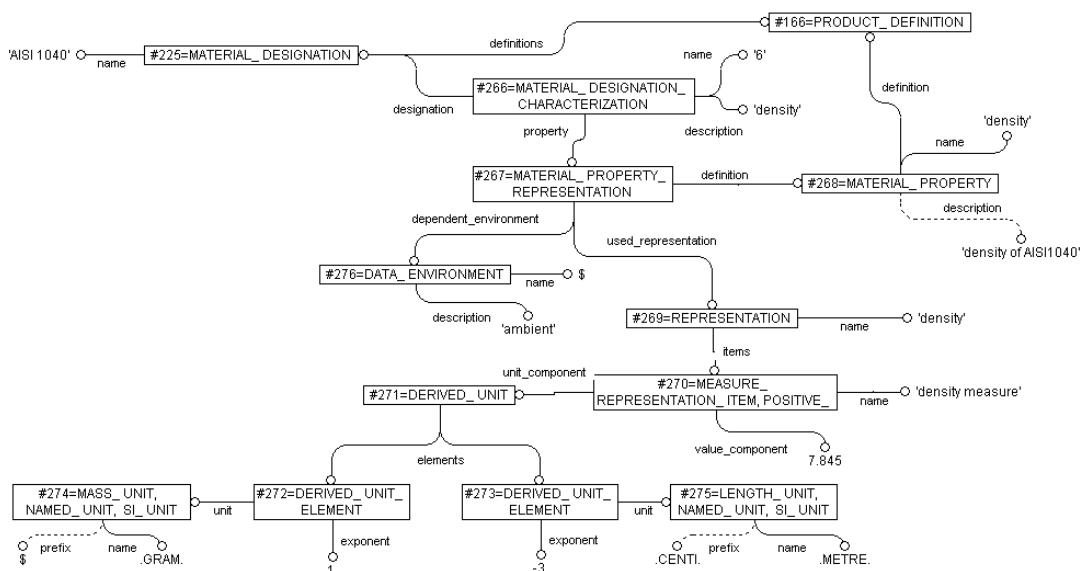 #166=PRODUCT_ DEFINITION
'AISI 1040'
name
#225=MATERIAL_ DESIGNATION
definitions
name
'6'
#266=MATERIAL_ DESIGNATION_
CHARACTERIZATION
designation
'density'
description
definition
property
'density'
name
#267=MATERIAL_ PROPERTY_
REPRESENTATION
definition
#268=MATERIAL_ PROPERTY
description
dependent_environment
used_representation
'density of AISI1040'
#276=DATA_ ENVIRONMENT
name
$
description
'ambient'
#269=REPRESENTATION
name
'density'
items
unit_component
#271=DERIVED_ UNIT
#270=MEASURE_
REPRESENTATION_ ITEM, POSITIVE_
name
'density measure'
value_component
7.845
elements
#274=MASS_ UNIT,
NAMED_ UNIT, SI_ UNIT
unit
#272=DERIVED_ UNIT_
ELEMENT
#273=DERIVED_ UNIT_
ELEMENT
unit
#275=LENGTH_ UNIT,
NAMED_ UNIT, SI_ UNIT
prefix
name
exponent
exponent
prefix
name
$
.GRAM.
1
-3
.CENTI.
.METRE.